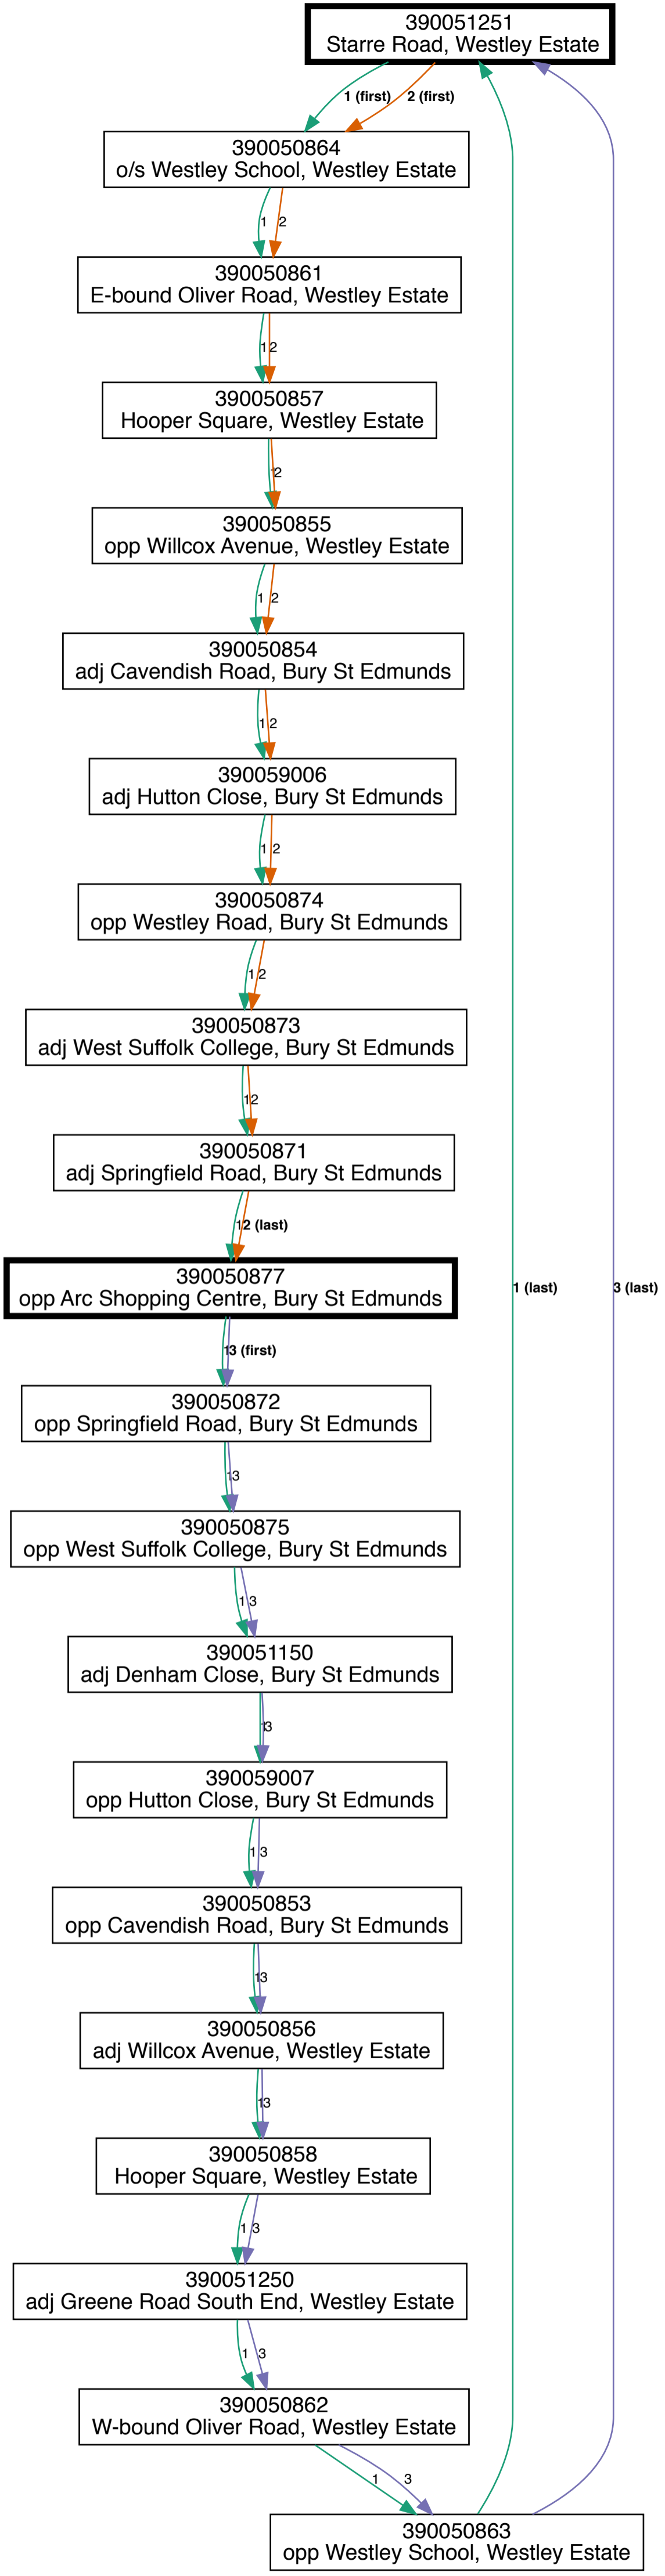 390051251
Starre Road, Westley Estate
1 (first)
2 (first)
390050864
o/s Westley School, Westley Estate
1
2
390050861
E-bound Oliver Road, Westley Estate
1
2
390050857
Hooper Square, Westley Estate
1
2
390050855
opp Willcox Avenue, Westley Estate
1
2
390050854
adj Cavendish Road, Bury St Edmunds
1
2
390059006
adj Hutton Close, Bury St Edmunds
1
2
390050874
opp Westley Road, Bury St Edmunds
1
2
390050873
adj West Suffolk College, Bury St Edmunds
1
2
390050871
adj Springfield Road, Bury St Edmunds
1
2 (last)
390050877
opp Arc Shopping Centre, Bury St Edmunds
1 (last)
3 (last)
1
3 (first)
390050872
opp Springfield Road, Bury St Edmunds
1
3
390050875
opp West Suffolk College, Bury St Edmunds
1
3
390051150
adj Denham Close, Bury St Edmunds
1
3
390059007
opp Hutton Close, Bury St Edmunds
1
3
390050853
opp Cavendish Road, Bury St Edmunds
1
3
390050856
adj Willcox Avenue, Westley Estate
1
3
390050858
Hooper Square, Westley Estate
1
3
390051250
adj Greene Road South End, Westley Estate
1
3
390050862
W-bound Oliver Road, Westley Estate
1
3
390050863
opp Westley School, Westley Estate